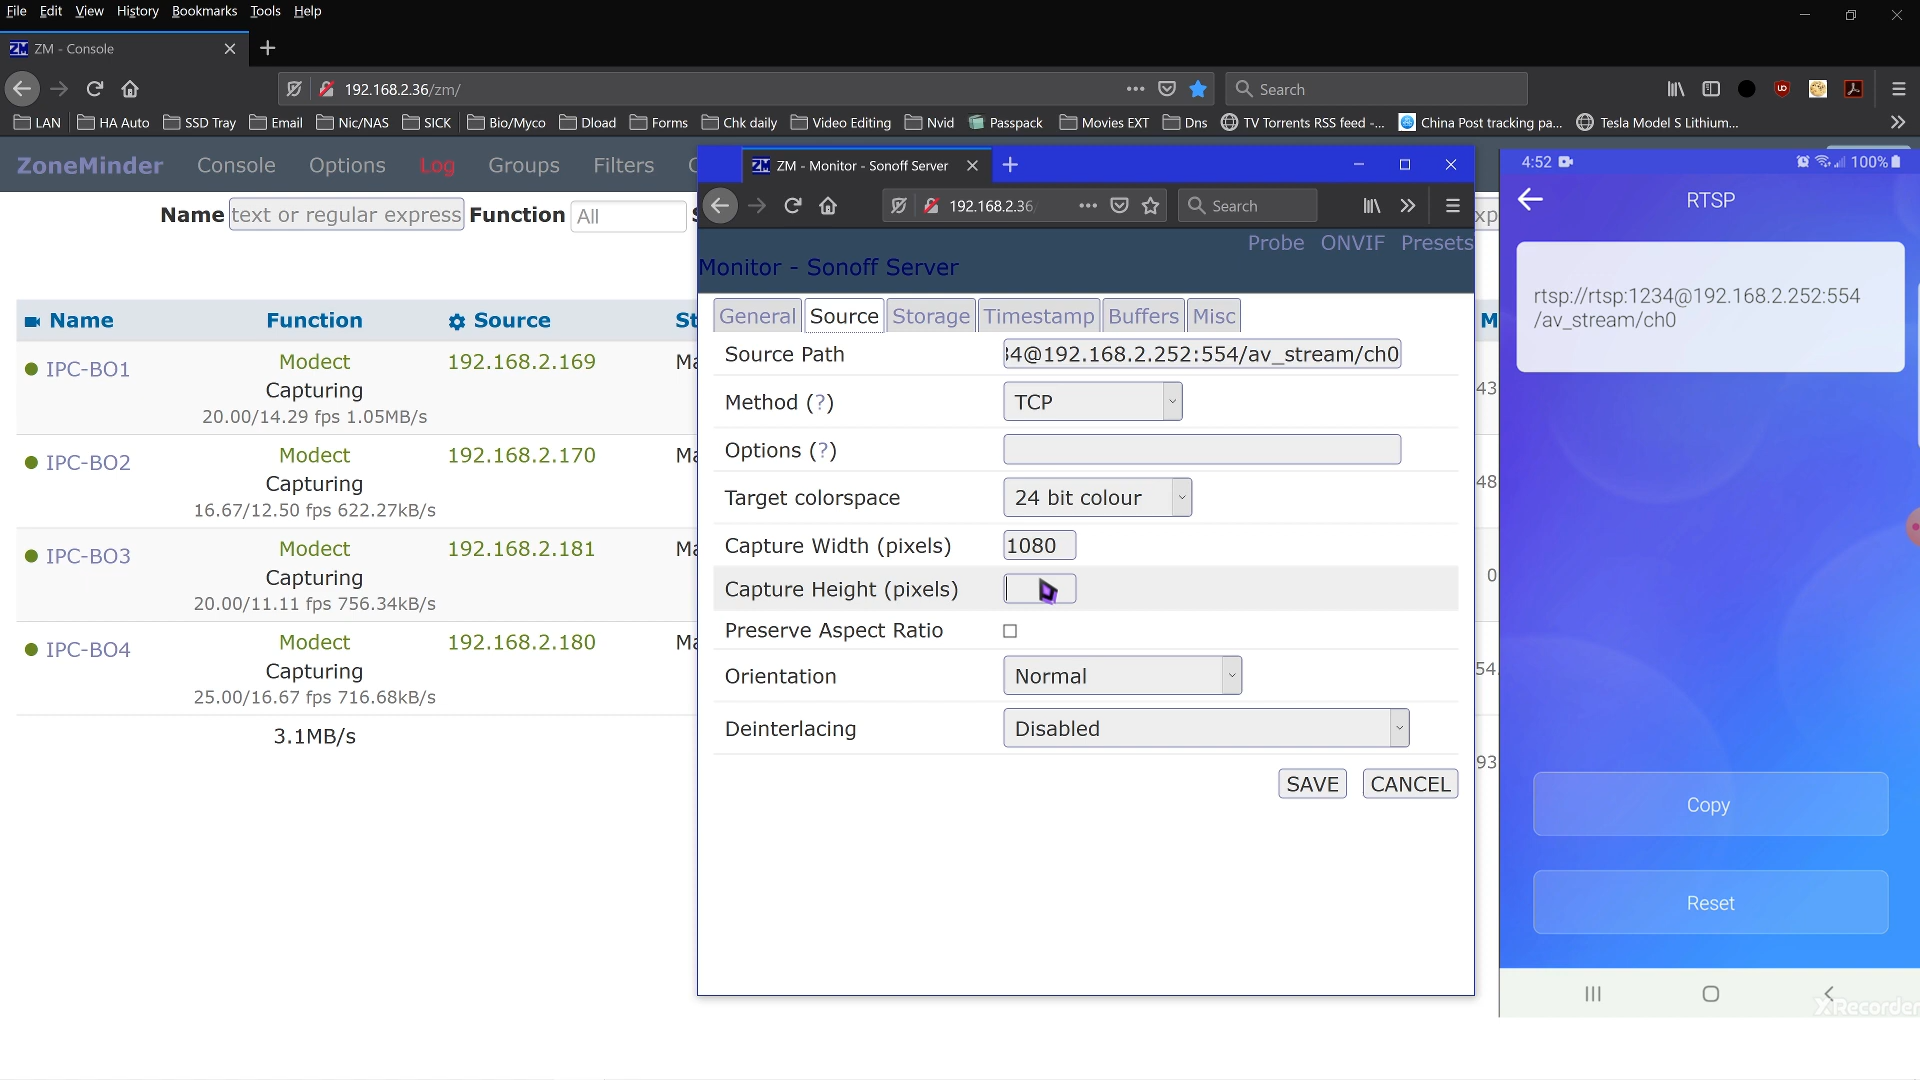 File Edit View History Bookmarks Tools Help
ZM - Console
192.168.2.36/zm/
Search
LAN HA Auto SSD Tray Email Nic/NAS SICK Bio/Myco Dload Forms Chk daily Video Editing Nvid Passpack Movies EXT Dns TV Torrents RSS feed -... China Post tracking pa... Tesla Model S Lithium...
ZoneMinder Console Options Log Groups Filters
Name text or regular express Function All
Name Function Source
IPC-BO1 Modect 192.168.2.169
Capturing
20.00/14.29 fps 1.05MB/s
IPC-BO2 Modect 192.168.2.170
Capturing
16.67/12.50 fps 622.27kB/s
IPC-BO3 Modect 192.168.2.181
Capturing
20.00/11.11 fps 756.34kB/s
IPC-BO4 Modect 192.168.2.180
Capturing
25.00/16.67 fps 716.68kB/s
3.1MB/s
ZM - Monitor - Sonoff Server
192.168.2.36
Search
Probe ONVIF Presets
Monitor - Sonoff Server
General Source Storage Timestamp Buffers Misc
Source Path 34@192.168.2.252:554/av_stream/ch0
Method (?) TCP
Options (?)
Target colorspace 24 bit colour
Capture Width (pixels) 1080
Capture Height (pixels)
Preserve Aspect Ratio
Orientation Normal
Deinterlacing Disabled
SAVE CANCEL
4:52 100%
RTSP
rtsp://rtsp:1234@192.168.2.252:554
/av_stream/ch0
Copy
Reset
XRecorder